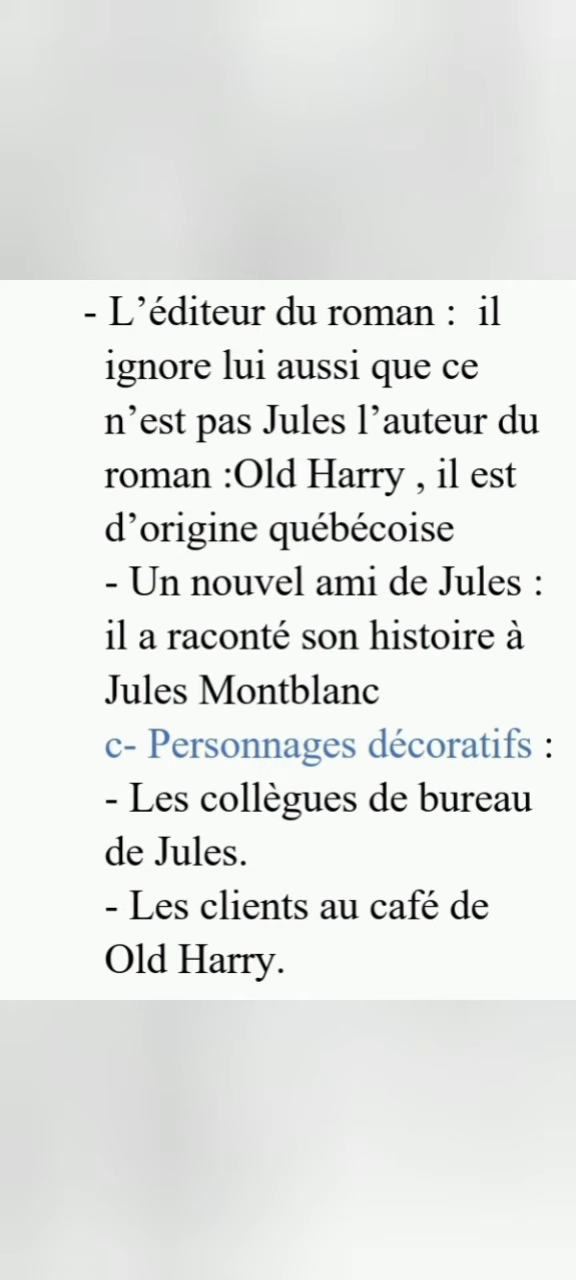 - L’éditeur du roman :  il
ignore lui aussi que ce
n’est pas Jules l’auteur du
roman :Old Harry , il est
d’origine québécoise
- Un nouvel ami de Jules :
il a raconté son histoire à
Jules Montblanc
c- Personnages décoratifs :
- Les collègues de bureau
de Jules.
- Les clients au café de
Old Harry.